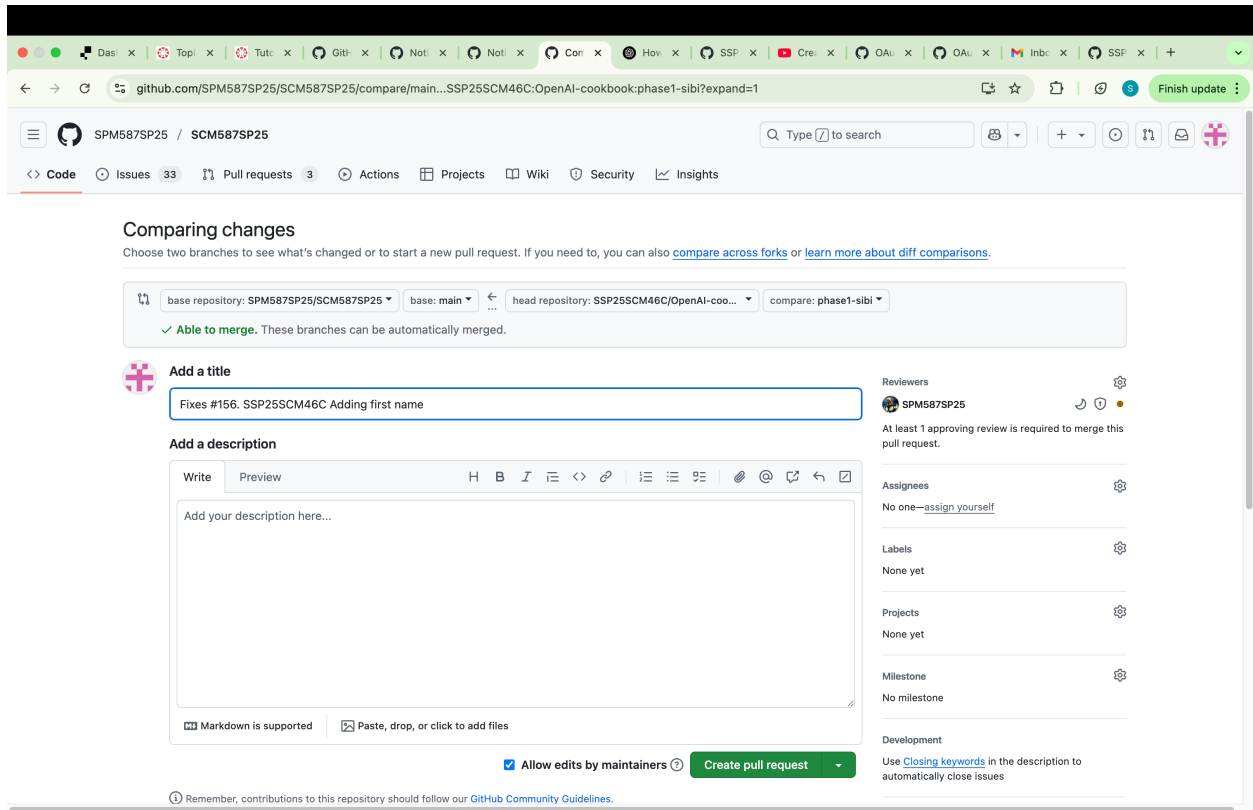 Das
Topi
Tuto
GitH
Noti
Noti
Com
How
SSP
Crea
OAu
OAu
Inbo
SSP
github.com/SPM587SP25/SCM587SP25/compare/main...SSP25SCM46C:OpenAI-cookbook:phase1-sibi?expand=1
S
Finish update
SPM587SP25 / SCM587SP25
Type / to search
<> Code
Issues 33
Pull requests 3
Actions
Projects
Wiki
Security
Insights
Comparing changes
Choose two branches to see what's changed or to start a new pull request. If you need to, you can also compare across forks or learn more about diff comparisons.
base repository: SPM587SP25/SCM587SP25 base: main ← head repository: SSP25SCM46C/OpenAI-coo... compare: phase1-sibi
...
✓ Able to merge. These branches can be automatically merged.
Add a title
Fixes #156. SSP25SCM46C Adding first name
Add a description
Write Preview
H B I <> @
Add your description here...
Markdown is supported
Paste, drop, or click to add files
Allow edits by maintainers ?
Create pull request
Remember, contributions to this repository should follow our GitHub Community Guidelines.
Reviewers
SPM587SP25
At least 1 approving review is required to merge this
pull request.
Assignees
No one—assign yourself
Labels
None yet
Projects
None yet
Milestone
No milestone
Development
Use Closing keywords in the description to
automatically close issues